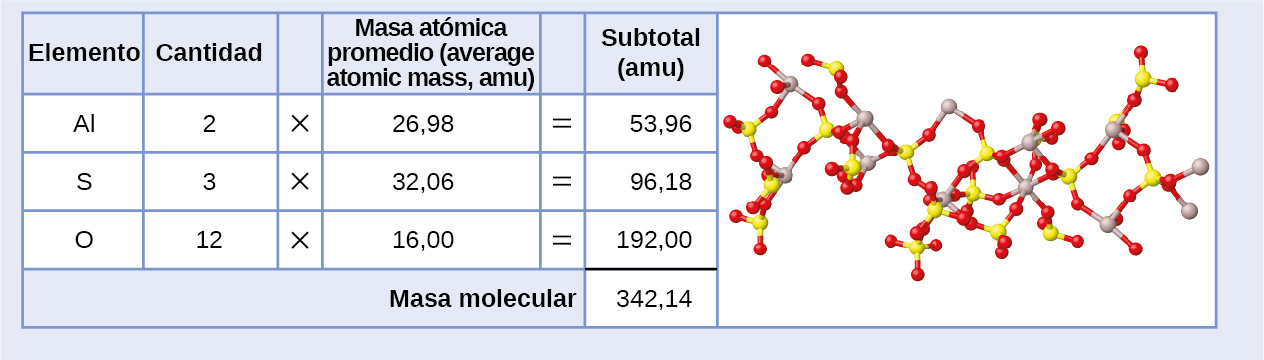 Elemento Cantidad Masa atómica promedio (average atomic mass, amu) Subtotal (amu)
Al 2 × 26,98 = 53,96
S 3 × 32,06 = 96,18
O 12 × 16,00 = 192,00
Masa molecular 342,14